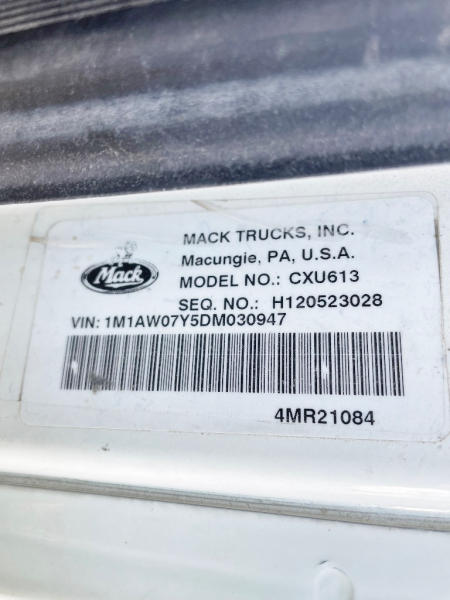 MACK TRUCKS, INC.
Macungie, PA, U.S.A.
Mack
MODEL NO.: CXU613
SEQ. NO.: H120523028
VIN: 1M1AW07Y5DM030947
4MR21084